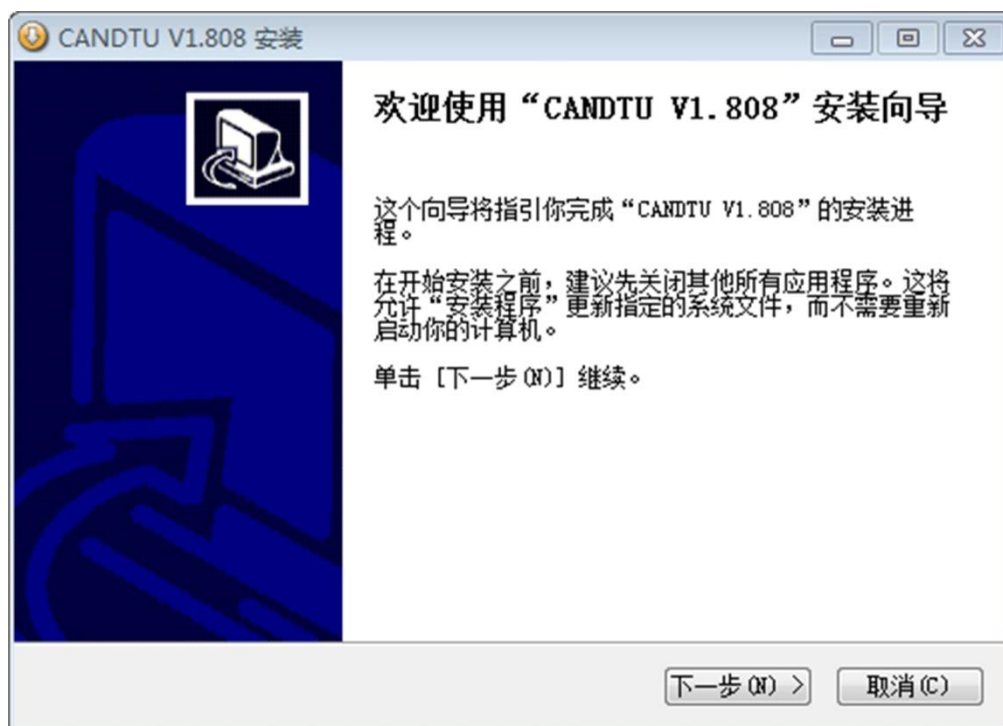 CANDTU V1.808 安装
欢迎使用“CANDTU V1.808”安装向导
这个向导将指引你完成“CANDTU V1.808”的安装进
程。
在开始安装之前，建议先关闭其他所有应用程序。这将
允许“安装程序”更新指定的系统文件，而不需要重新
启动你的计算机。
单击 [下一步(N)] 继续。
下一步(N) >
取消(C)